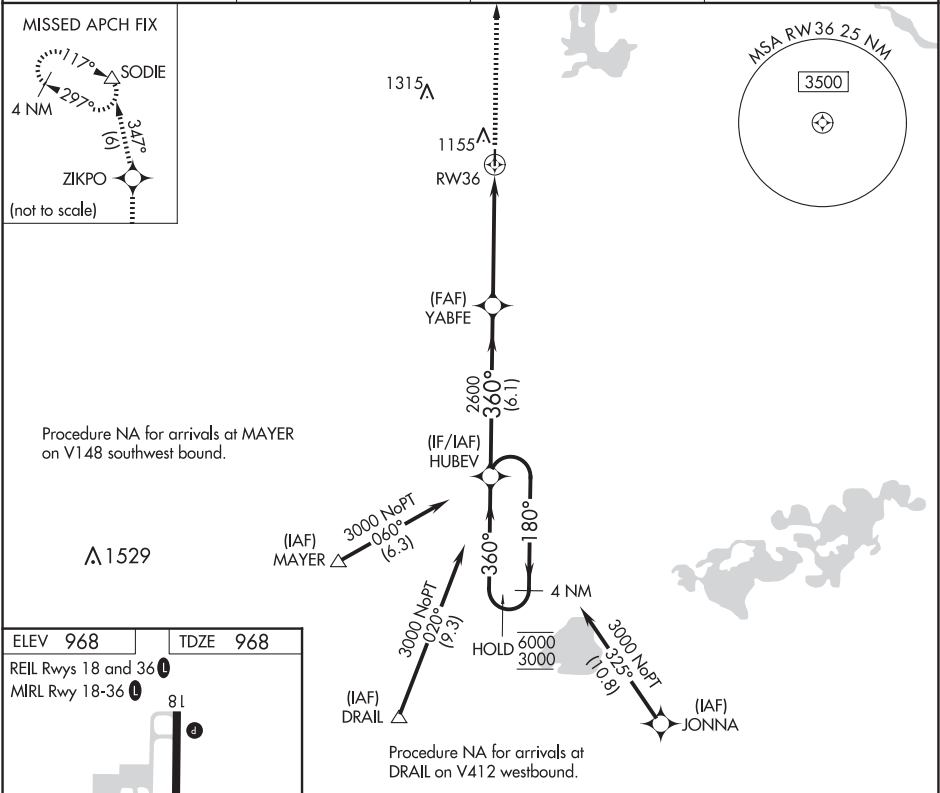 MISSED APCH FIX
117°
SODIE
4 NM
297°
347°
(6)
ZIKPO
(not to scale)
1315
1155
RW36
MSA RW36 25 NM
3500
(FAF)
YABFE
2600
360°
(6.1)
Procedure NA for arrivals at MAYER
on V148 southwest bound.
(IF/IAF)
HUBEV
3000 NoPT
060°
(6.3)
(IAF)
MAYER
360°
180°
1529
4 NM
3000 NoPT
020°
(9.3)
HOLD
6000
3000
3000 NoPT
325°
(10.8)
(IAF)
DRAIL
(IAF)
JONNA
Procedure NA for arrivals at
DRAIL on V412 westbound.
ELEV 968
TDZE 968
REIL Rwys 18 and 36 L
MIRL Rwy 18-36 L
18
P